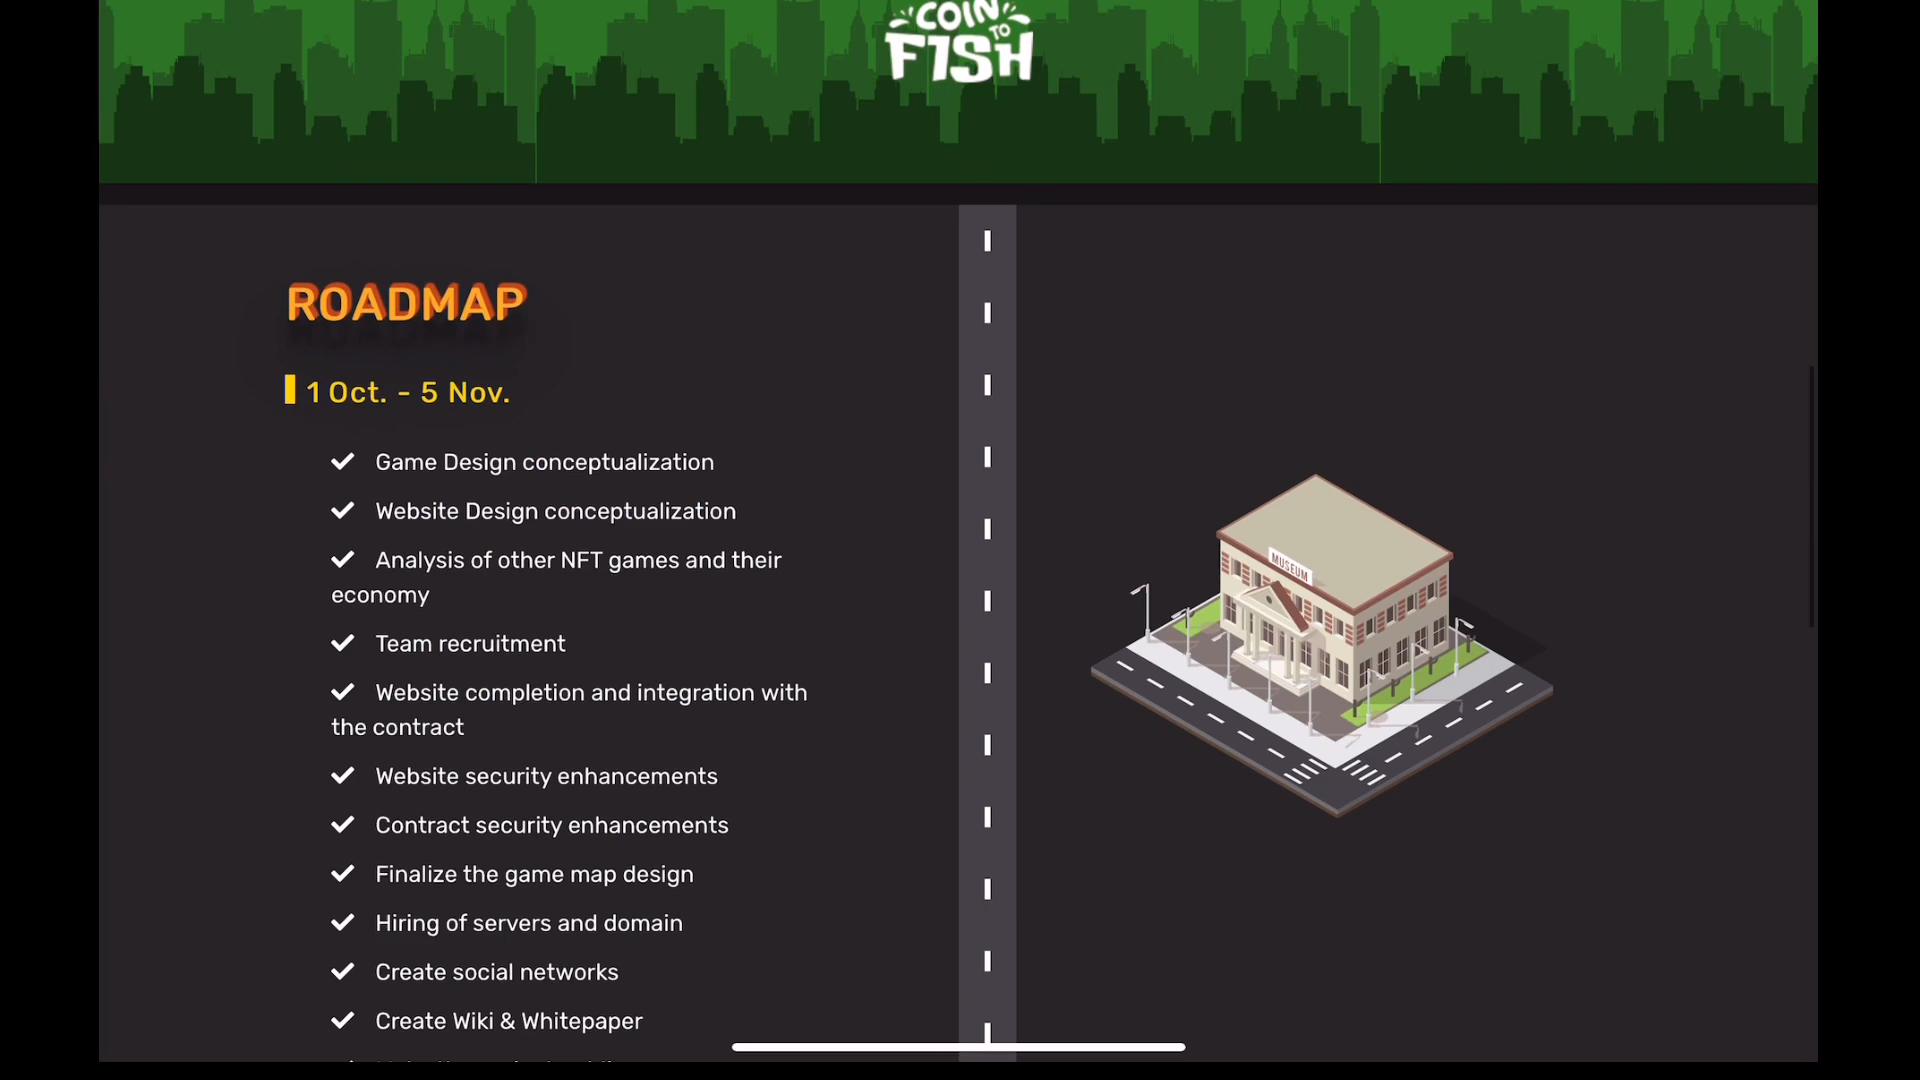 COIN
TO
FISH
ROADMAP
1 Oct. - 5 Nov.
Game Design conceptualization
Website Design conceptualization
Analysis of other NFT games and their
economy
Team recruitment
Website completion and integration with
the contract
Website security enhancements
Contract security enhancements
Finalize the game map design
Hiring of servers and domain
Create social networks
Create Wiki & Whitepaper
MUSEUM